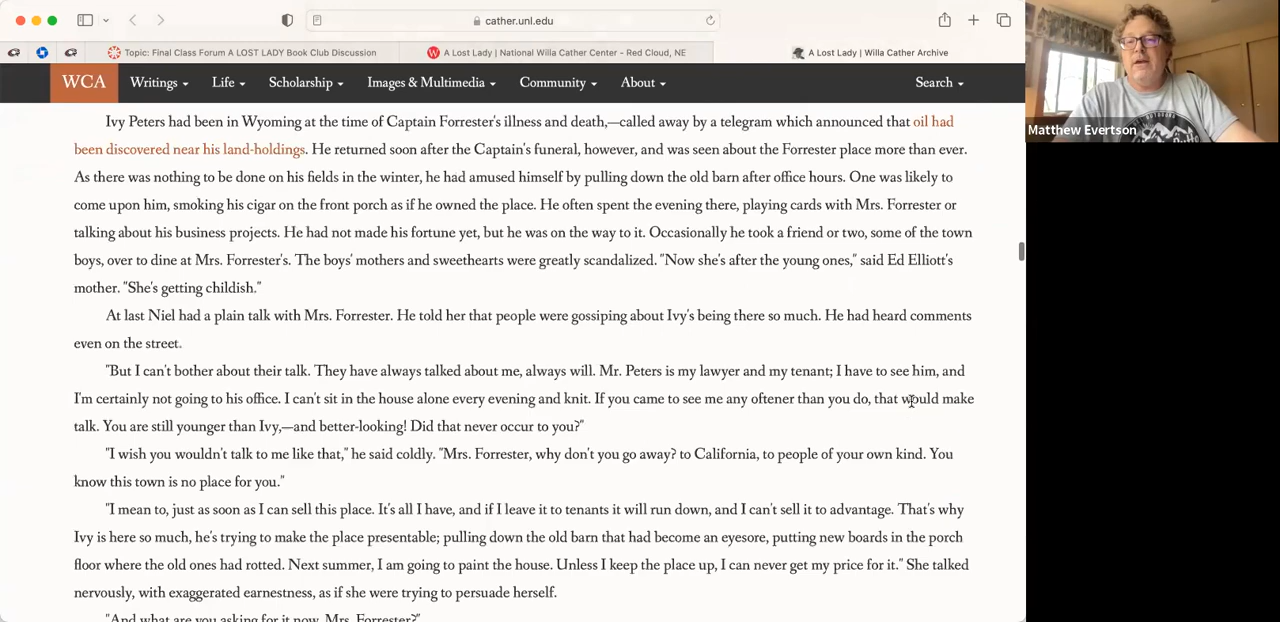 cather.unl.edu
Topic: Final Class Forum A LOST LADY Book Club Discussion
A Lost Lady | National Willa Cather Center - Red Cloud, NE
A Lost Lady | Willa Cather Archive
WCA Writings Life Scholarship Images & Multimedia Community About Search
Matthew Evertson
Ivy Peters had been in Wyoming at the time of Captain Forrester's illness and death,—called away by a telegram which announced that oil had
been discovered near his land-holdings. He returned soon after the Captain's funeral, however, and was seen about the Forrester place more than ever.
As there was nothing to be done on his fields in the winter, he had amused himself by pulling down the old barn after office hours. One was likely to
come upon him, smoking his cigar on the front porch as if he owned the place. He often spent the evening there, playing cards with Mrs. Forrester or
talking about his business projects. He had not made his fortune yet, but he was on the way to it. Occasionally he took a friend or two, some of the town
boys, over to dine at Mrs. Forrester's. The boys' mothers and sweethearts were greatly scandalized. "Now she's after the young ones," said Ed Elliott's
mother. "She's getting childish."
At last Niel had a plain talk with Mrs. Forrester. He told her that people were gossiping about Ivy's being there so much. He had heard comments
even on the street.
"But I can't bother about their talk. They have always talked about me, always will. Mr. Peters is my lawyer and my tenant; I have to see him, and
I'm certainly not going to his office. I can't sit in the house alone every evening and knit. If you came to see me any oftener than you do, that would make
talk. You are still younger than Ivy,—and better-looking! Did that never occur to you?"
"I wish you wouldn't talk to me like that," he said coldly. "Mrs. Forrester, why don't you go away? to California, to people of your own kind. You
know this town is no place for you."
"I mean to, just as soon as I can sell this place. It's all I have, and if I leave it to tenants it will run down, and I can't sell it to advantage. That's why
Ivy is here so much, he's trying to make the place presentable; pulling down the old barn that had become an eyesore, putting new boards in the porch
floor where the old ones had rotted. Next summer, I am going to paint the house. Unless I keep the place up, I can never get my price for it." She talked
nervously, with exaggerated earnestness, as if she were trying to persuade herself.
"And what are you asking for it now, Mrs. Forrester?"